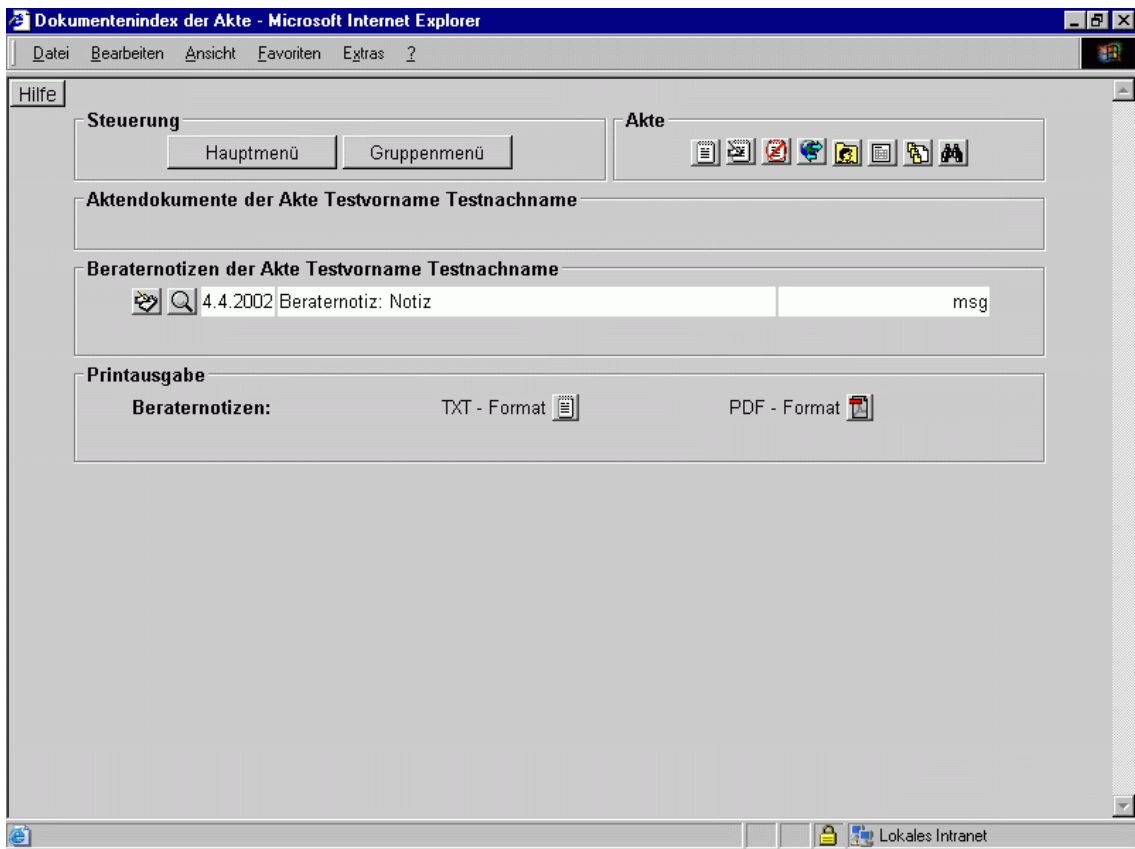 Dokumentenindex der Akte - Microsoft Internet Explorer
Datei Bearbeiten Ansicht Favoriten Extras ?
Hilfe
Steuerung
Hauptmenü Gruppenmenü
Akte
Aktendokumente der Akte Testvorname Testnachname
Beraternotizen der Akte Testvorname Testnachname
4.4.2002 Beraternotiz: Notiz msg
Printausgabe
Beraternotizen: TXT - Format PDF - Format
Lokales Intranet